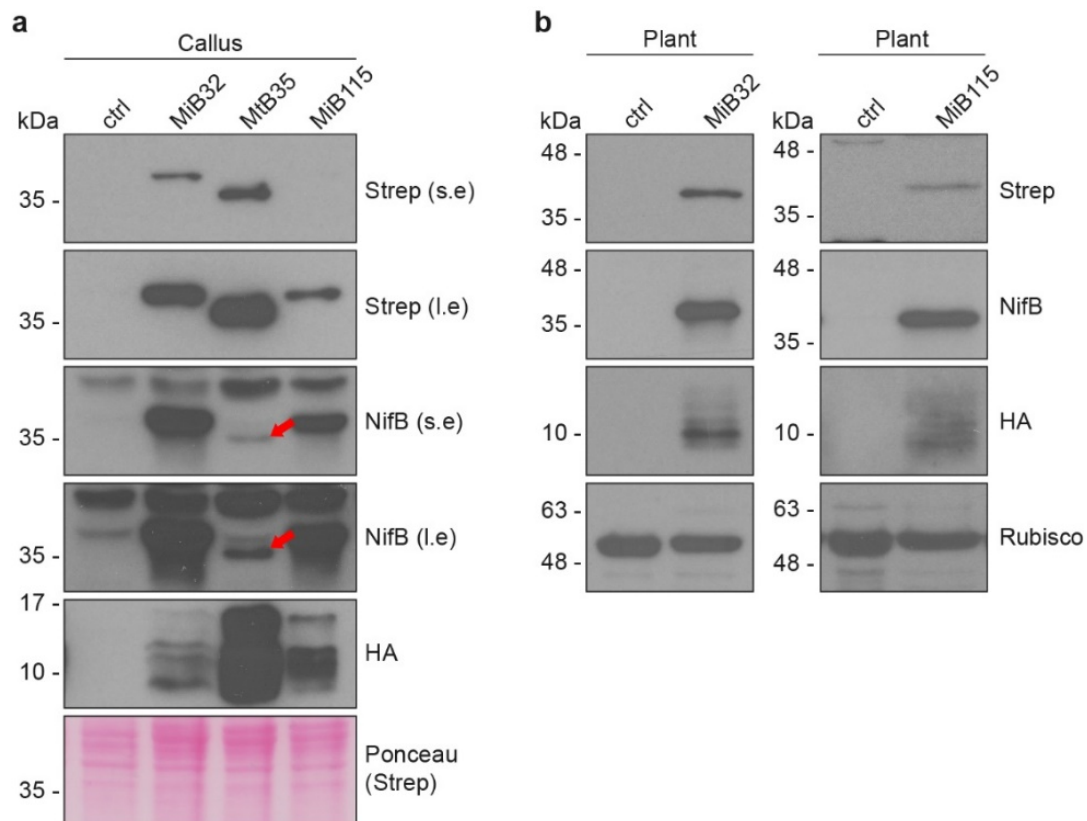 a
Callus
kDa
ctrl
MiB32
MtB35
MiB115
35 -
Strep (s.e)
35 -
Strep (l.e)
35 -
NifB (s.e)
35 -
NifB (l.e)
17 -
10 -
HA
35 -
Ponceau
(Strep)
b
Plant
kDa
ctrl
MiB32
48 -
35 -
48 -
35 -
10 -
63 -
48 -
Plant
kDa
ctrl
MiB115
48 -
35 -
Strep
48 -
35 -
NifB
10 -
HA
63 -
48 -
Rubisco